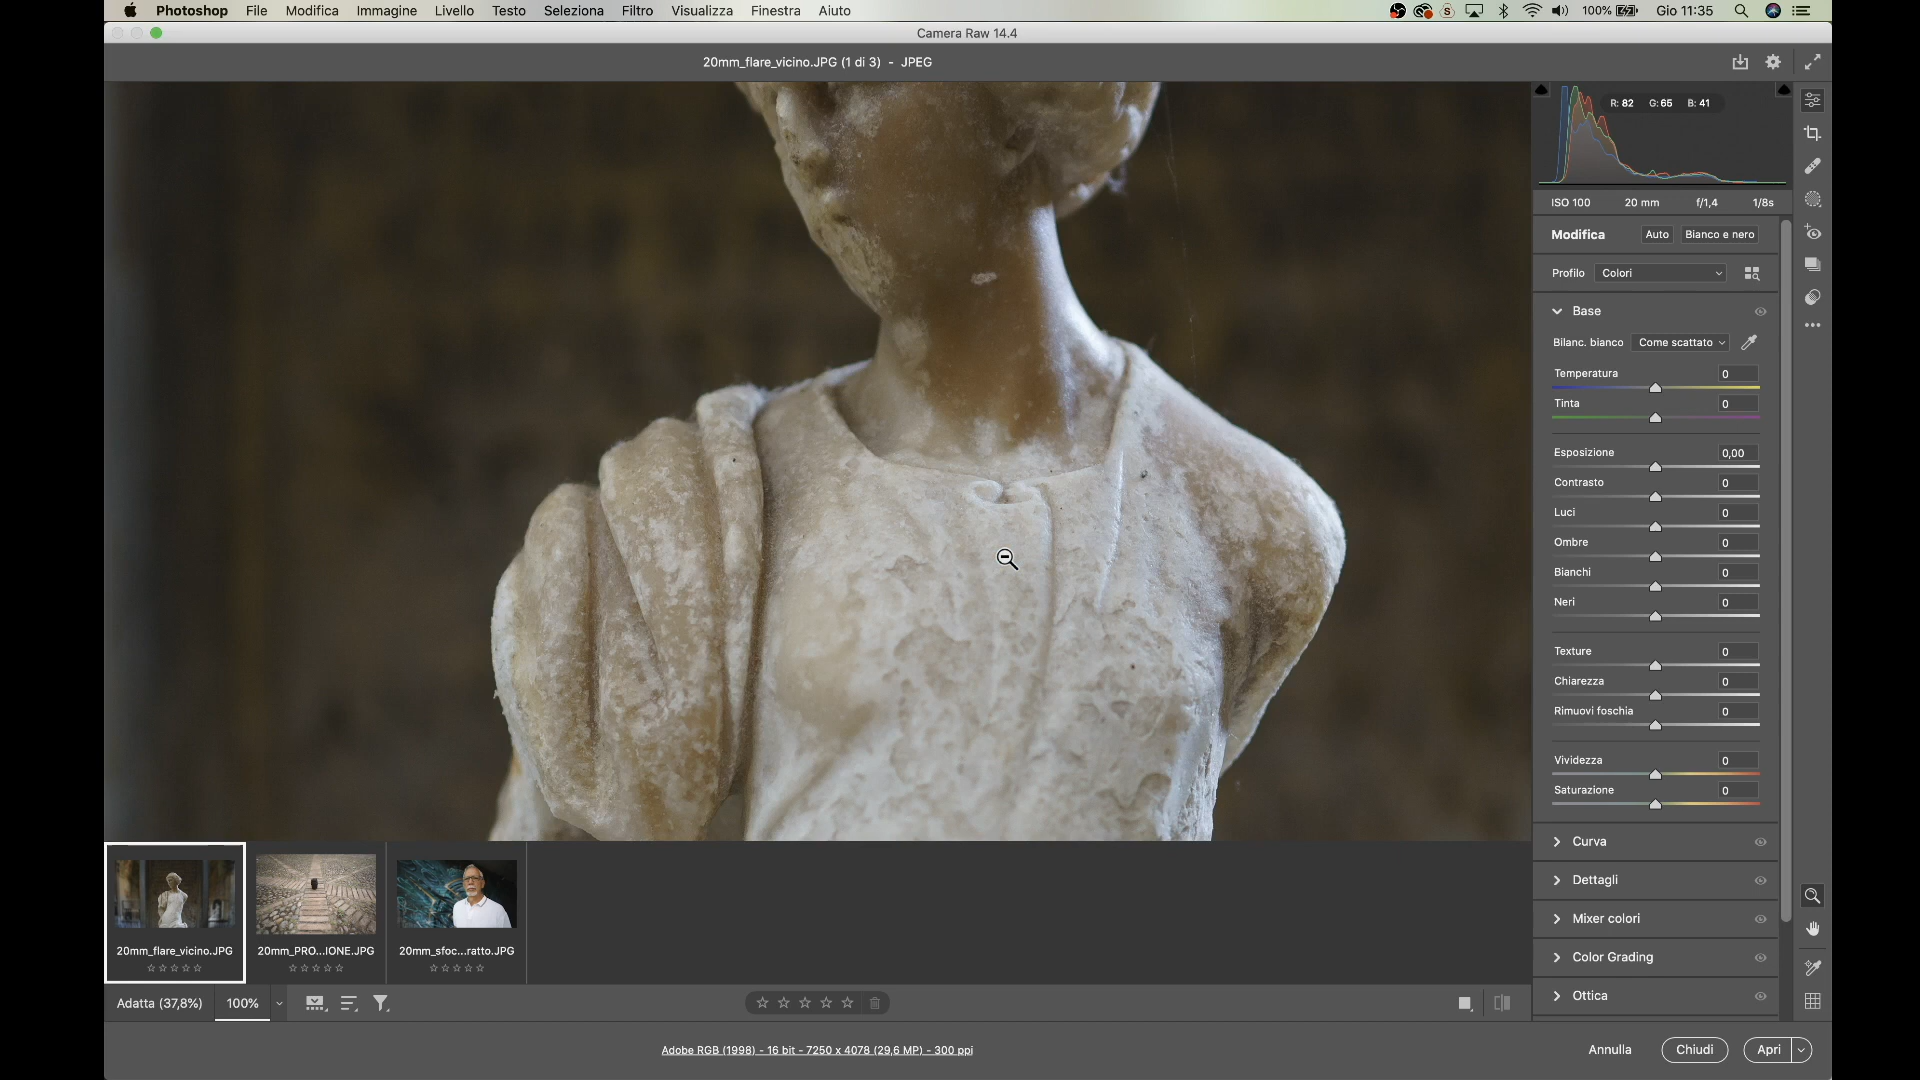 Photoshop File Modifica Immagine Livello Testo Seleziona Filtro Visualizza Finestra Aiuto 100% Gio 11:35
Camera Raw 14.4
20mm_flare_vicino.JPG (1 di 3) - JPEG
R: 82 G: 65 B: 41
ISO 100 20 mm f/1,4 1/8s
Modifica Auto Bianco e nero
Profilo Colori
Base
Bilanc. bianco Come scattato
Temperatura 0
Tinta 0
Esposizione 0,00
Contrasto 0
Luci 0
Ombre 0
Bianchi 0
Neri 0
Texture 0
Chiarezza 0
Rimuovi foschia 0
Vividezza 0
Saturazione 0
Curva
Dettagli
Mixer colori
Color Grading
Ottica
20mm_flare_vicino.JPG 20mm_PRO...IONE.JPG 20mm_sfoc...ratto.JPG
Adatta (37,8%) 100%
Adobe RGB (1998) - 16 bit - 7250 x 4078 (29,6 MP) - 300 ppi
Annulla Chiudi Apri